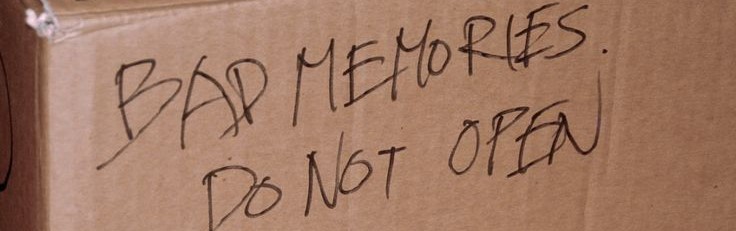 BAD MEMORIES.
DO NOT OPEN